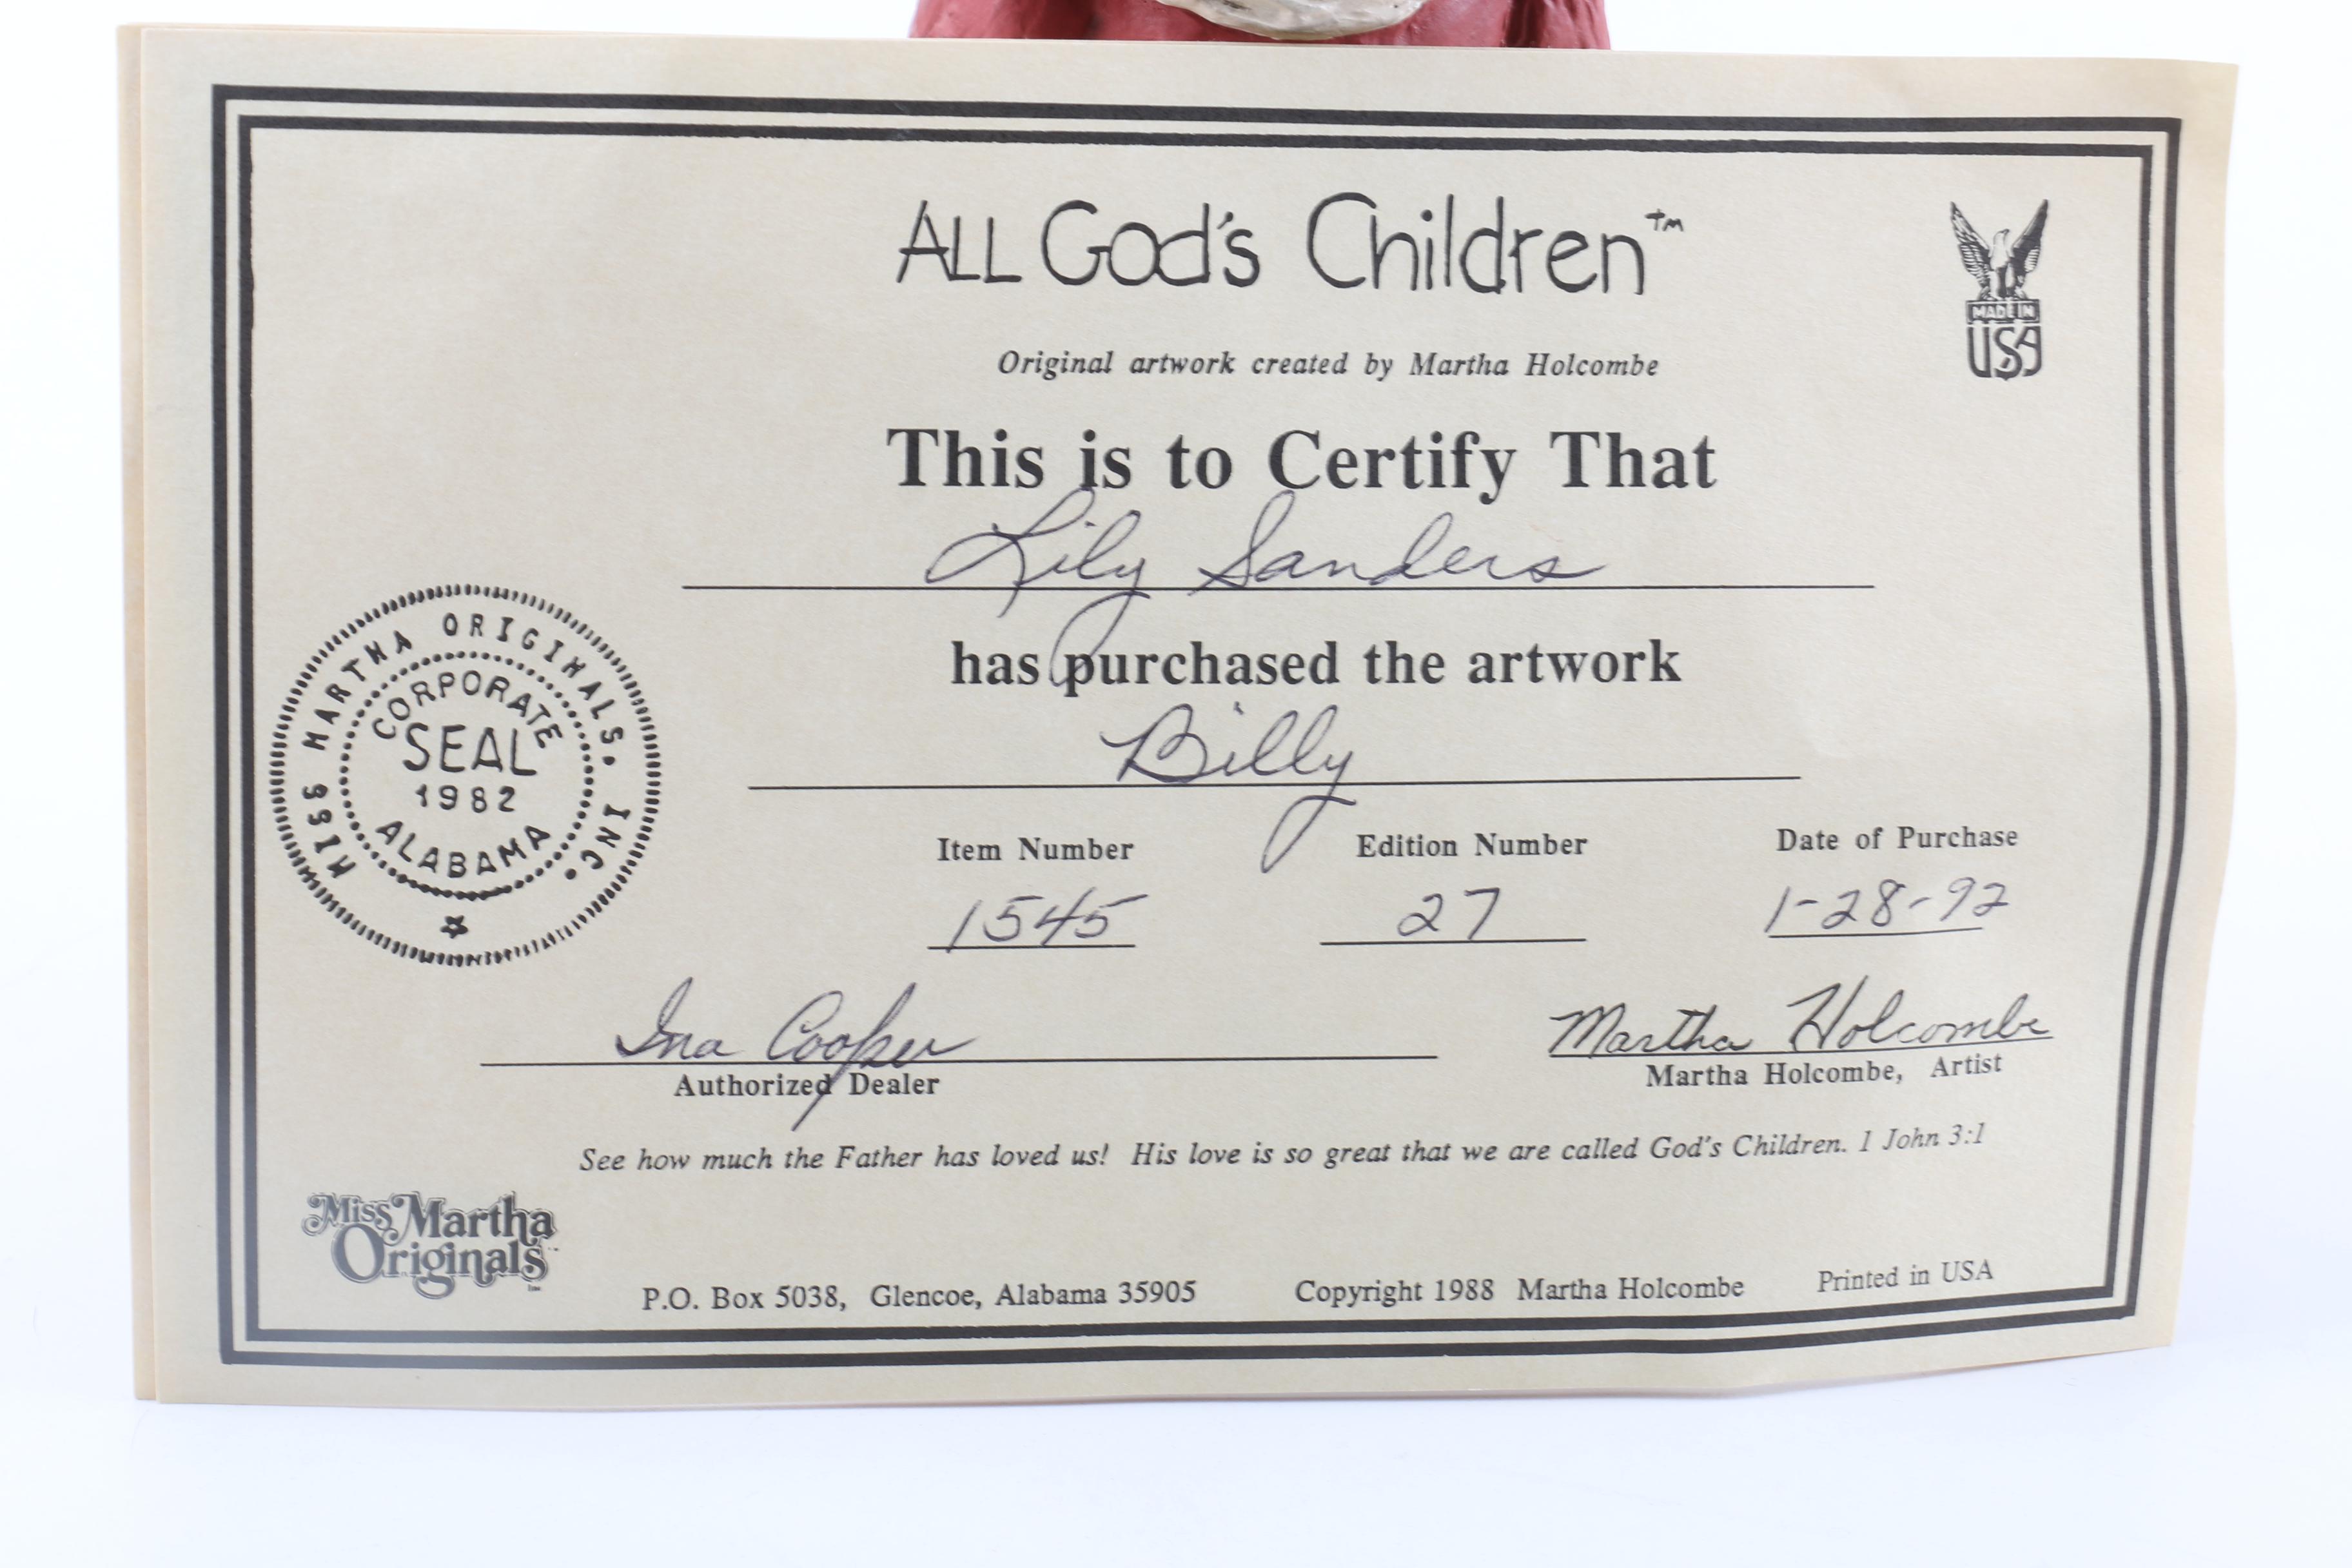 ALL God's Children™
MADE IN
USA
Original artwork created by Martha Holcombe
This is to Certify That
Lily Sanders
has purchased the artwork
Billy
Item Number Edition Number Date of Purchase
1545 27 1-28-92
MISS MARTHA ORIGINALS, INC.
CORPORATE
SEAL
1982
ALABAMA
Ina Cooper Martha Holcombe
Authorized Dealer Martha Holcombe, Artist
See how much the Father has loved us! His love is so great that we are called God's Children. 1 John 3:1
Miss Martha
Originals
Inc
P.O. Box 5038, Glencoe, Alabama 35905 Copyright 1988 Martha Holcombe Printed in USA